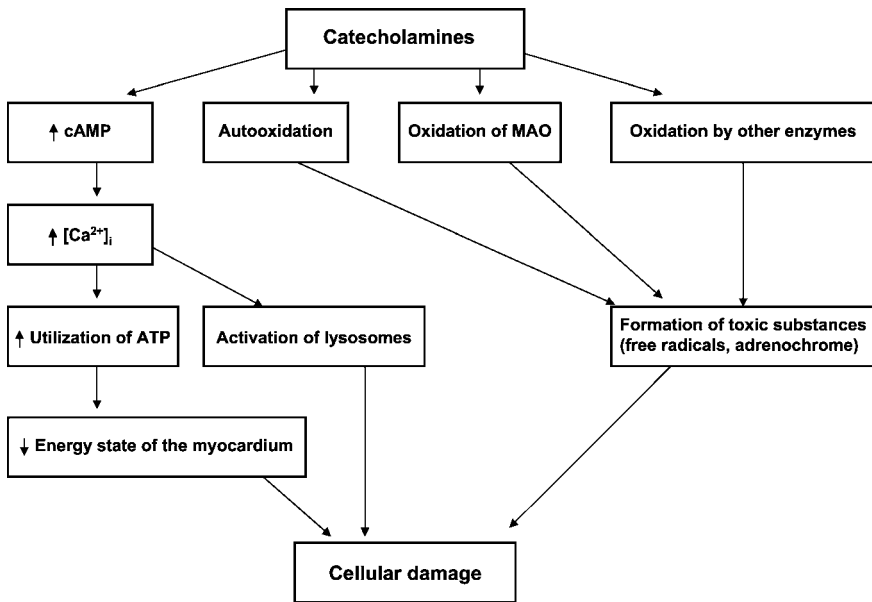 Catecholamines
↑ cAMP
Autooxidation
Oxidation of MAO
Oxidation by other enzymes
↑ [Ca²⁺]ᵢ
↑ Utilization of ATP
Activation of lysosomes
Formation of toxic substances
(free radicals, adrenochrome)
↓ Energy state of the myocardium
Cellular damage